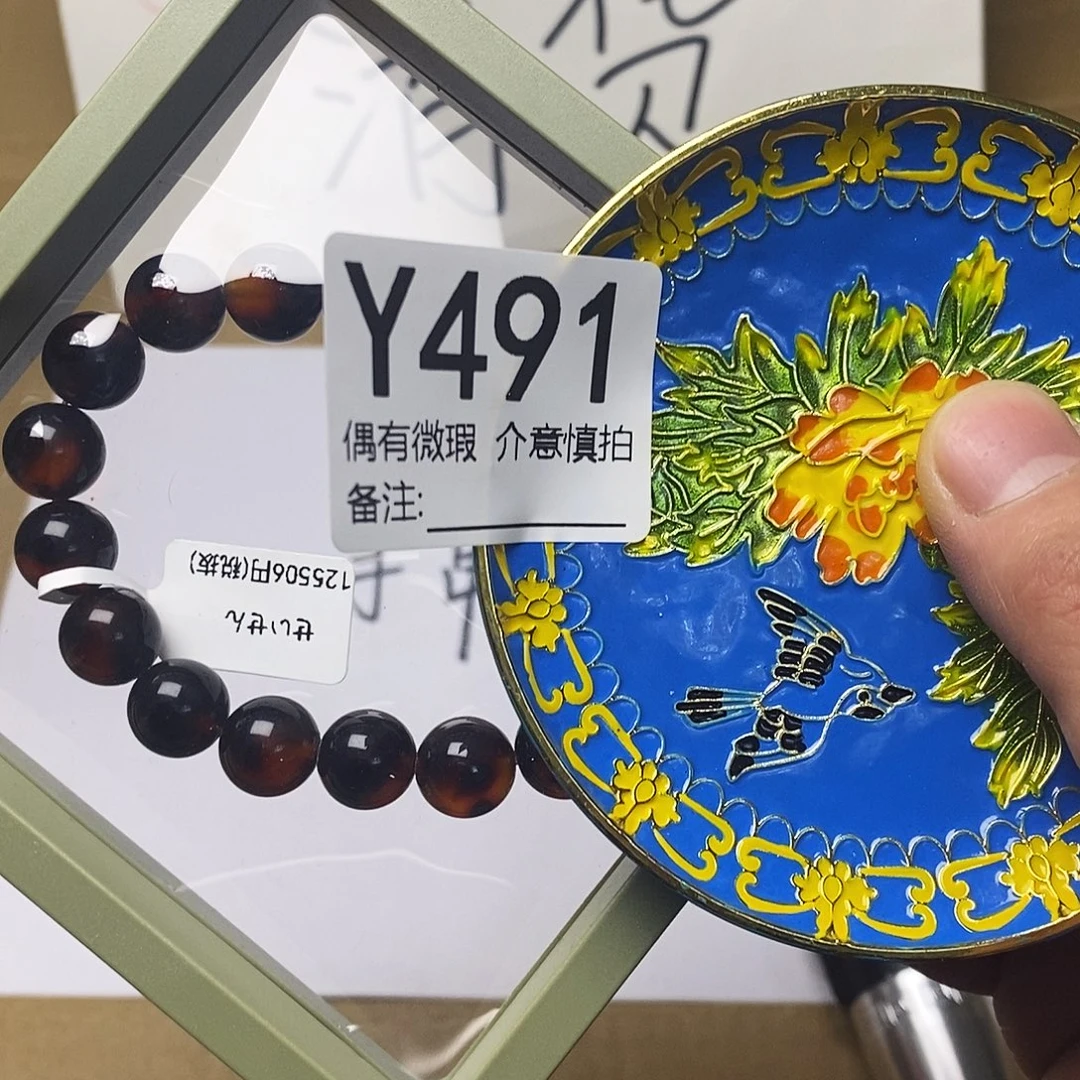 Y491
偶有微瑕 介意慎拍
备注:
125506円(税抜)
せいせん